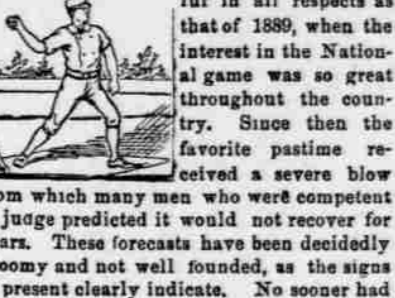 in all respects as
that of 1889, when the
interest in the Nation-
al game was so great
throughout the coun-
try. Since then the
favorite pastime re-
ceived a severe blow
om which many men who were competent
judge predicted it would not recover for
ars. These forecasts have been decidedly
oomy and not well founded, as the signs
present clearly indicate. No sooner had